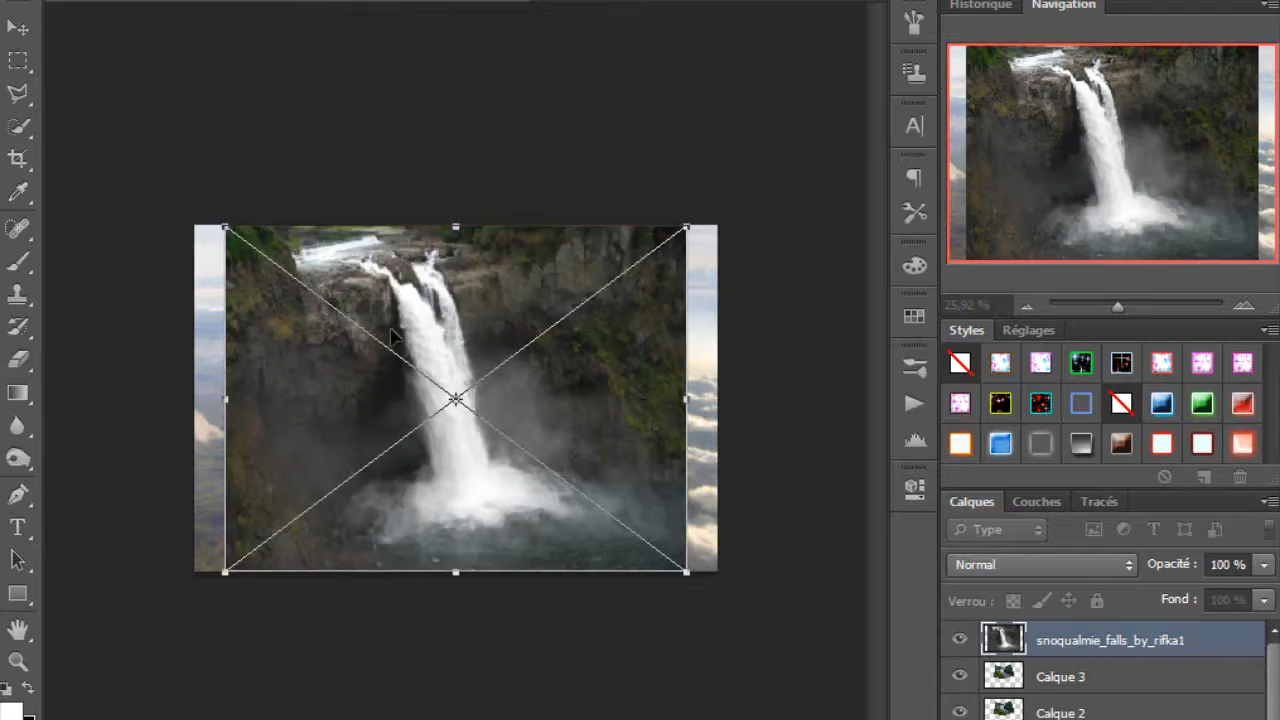 Historique Navigation
25,92 %
Styles Réglages
Calques Couches Tracés
Type
Normal Opacité : 100 %
Verrou : Fond : 100 %
snoqualmie_falls_by_rifka1
Calque 3
Calque 2